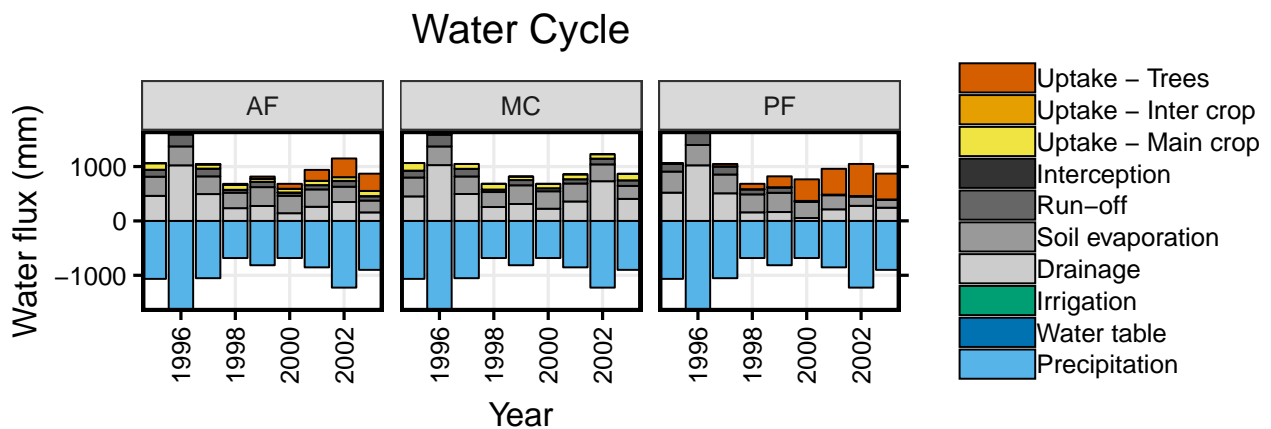 Water Cycle
AF
MC
PF
Water flux (mm)
1000
0
−1000
1996
1998
2000
2002
1996
1998
2000
2002
1996
1998
2000
2002
Year
Uptake − Trees
Uptake − Inter crop
Uptake − Main crop
Interception
Run−off
Soil evaporation
Drainage
Irrigation
Water table
Precipitation